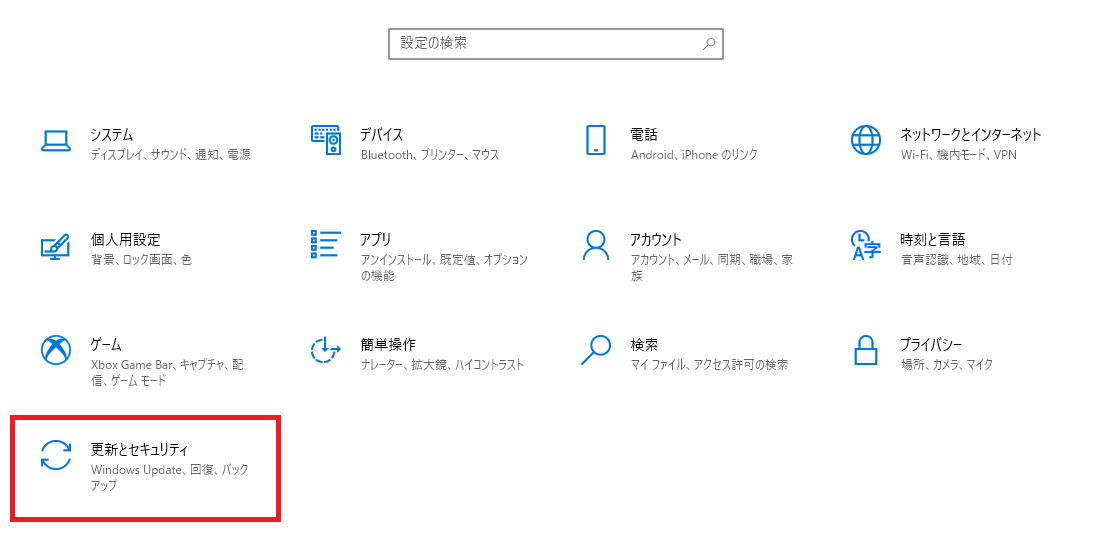 設定の検索
システム
ディスプレイ、サウンド、通知、電源
デバイス
Bluetooth、プリンター、マウス
電話
Android、iPhone のリンク
ネットワークとインターネット
Wi-Fi、機内モード、VPN
個人用設定
背景、ロック画面、色
アプリ
アンインストール、既定値、オプション
の機能
アカウント
アカウント、メール、同期、職場、家
族
時刻と言語
音声認識、地域、日付
ゲーム
Xbox Game Bar、キャプチャ、配
信、ゲーム モード
簡単操作
ナレーター、拡大鏡、ハイコントラスト
検索
マイ ファイル、アクセス許可の検索
プライバシー
場所、カメラ、マイク
更新とセキュリティ
Windows Update、回復、バック
アップ